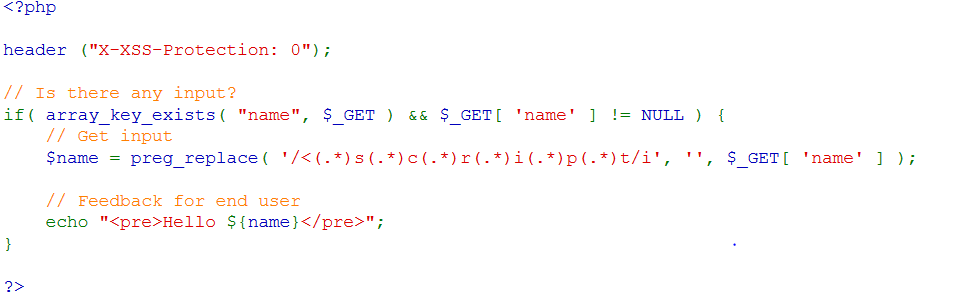 <?php
header ("X-XSS-Protection: 0");
// Is there any input?
if( array_key_exists( "name", $_GET ) && $_GET[ 'name' ] != NULL ) {
// Get input
$name = preg_replace( '/<(.*)s(.*)c(.*)r(.*)i(.*)p(.*)t/i', '', $_GET[ 'name' ] );
// Feedback for end user
echo "<pre>Hello ${name}</pre>";
}
?>